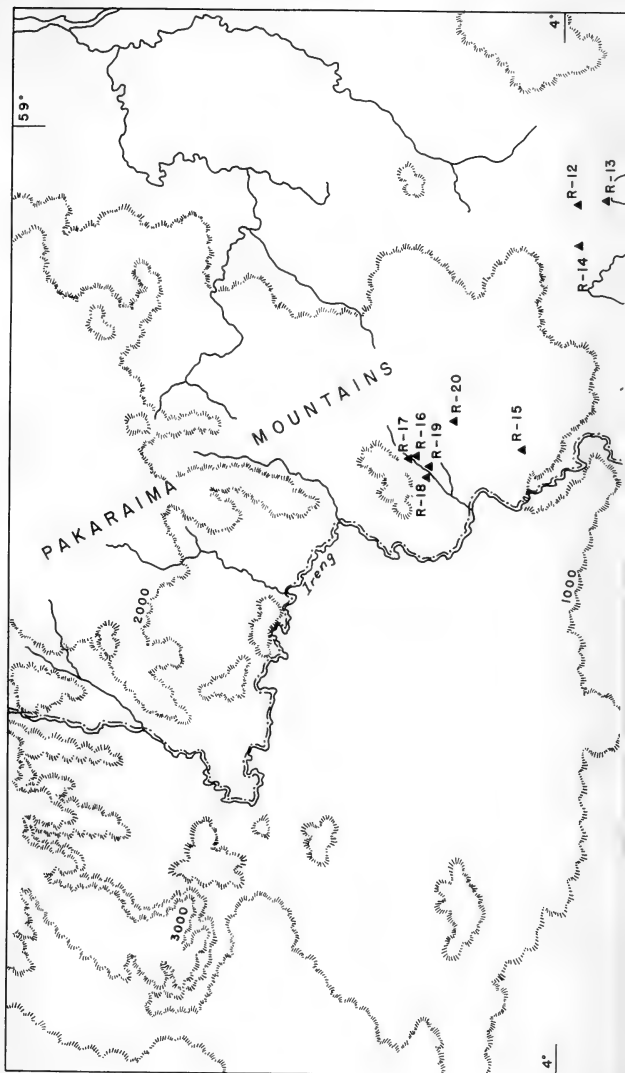 59°
4°
PAKARAIMA
MOUNTAINS
2000
3000
Ireng
1000
R-17
R-16
R-18
R-19
R-20
R-15
R-14
R-12
R-13
4°